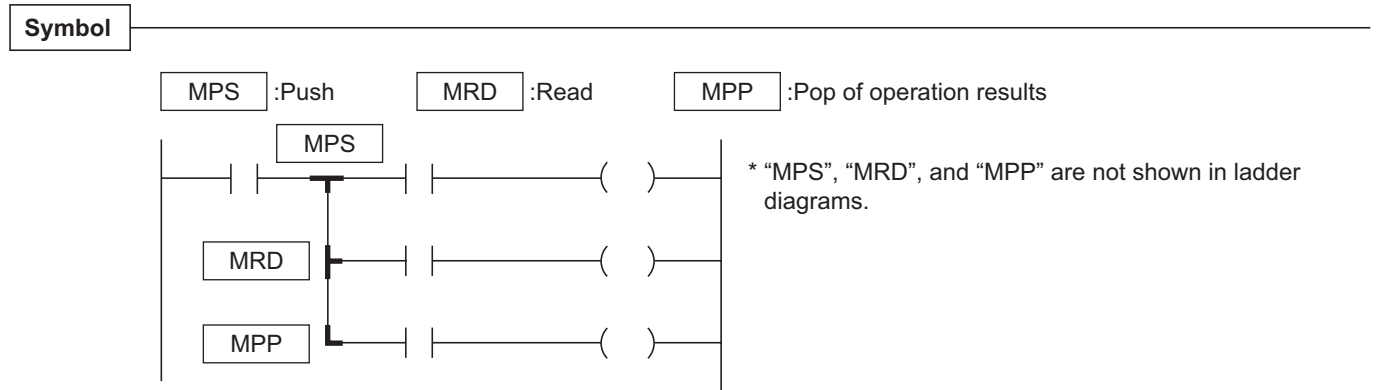 Symbol
MPS :Push MRD :Read MPP :Pop of operation results
MPS
* “MPS”, “MRD”, and “MPP” are not shown in ladder
diagrams.
MRD
MPP